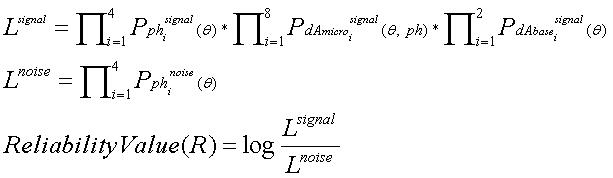 L^{signal} = ∏_{i=1}^{4} P_{ph_i}^{signal}(θ) * ∏_{i=1}^{8} P_{dAmicro_i}^{signal}(θ, ph) * ∏_{i=1}^{2} P_{dAbase_i}^{signal}(θ)
L^{noise} = ∏_{i=1}^{4} P_{ph_i}^{noise}(θ)
ReliabilityValue(R) = log \frac{L^{signal}}{L^{noise}}